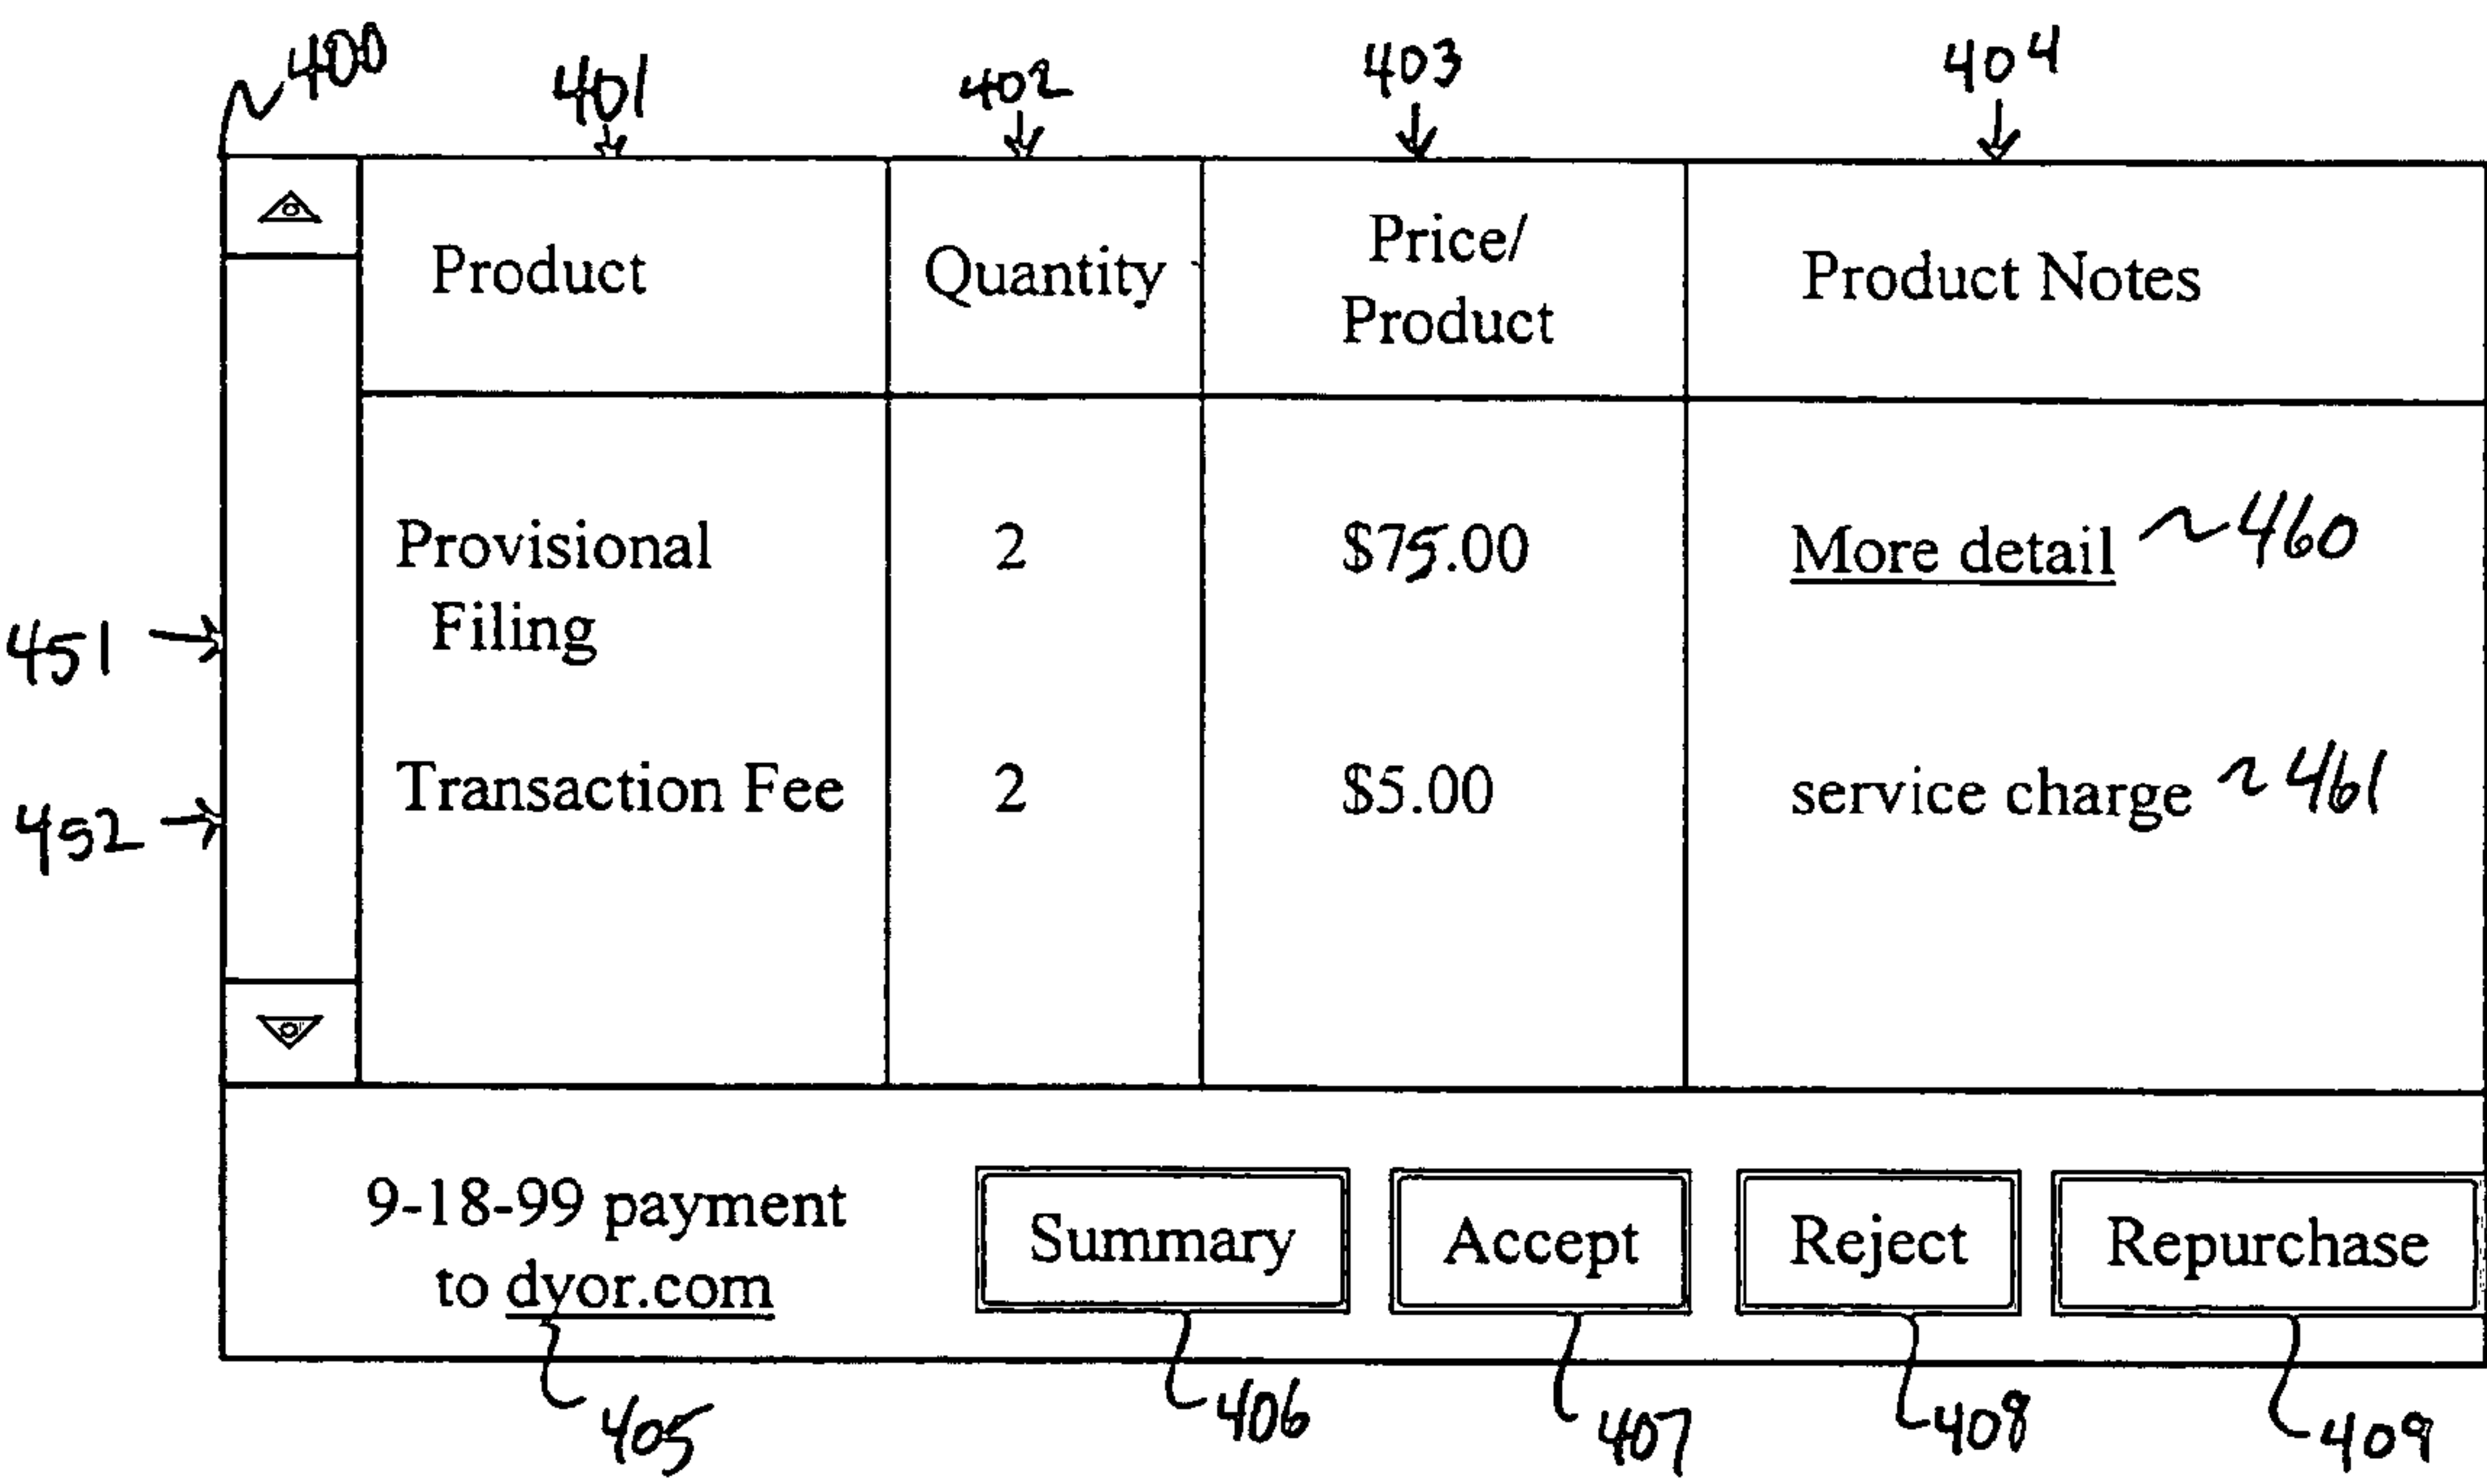 400
401
402
403
404
Product
Quantity
Price/
Product
Product Notes
Provisional
Filing
2
$75.00
More detail
460
451
Transaction Fee
2
$5.00
service charge
461
452
9-18-99 payment
to dyor.com
Summary
Accept
Reject
Repurchase
405
406
407
408
409